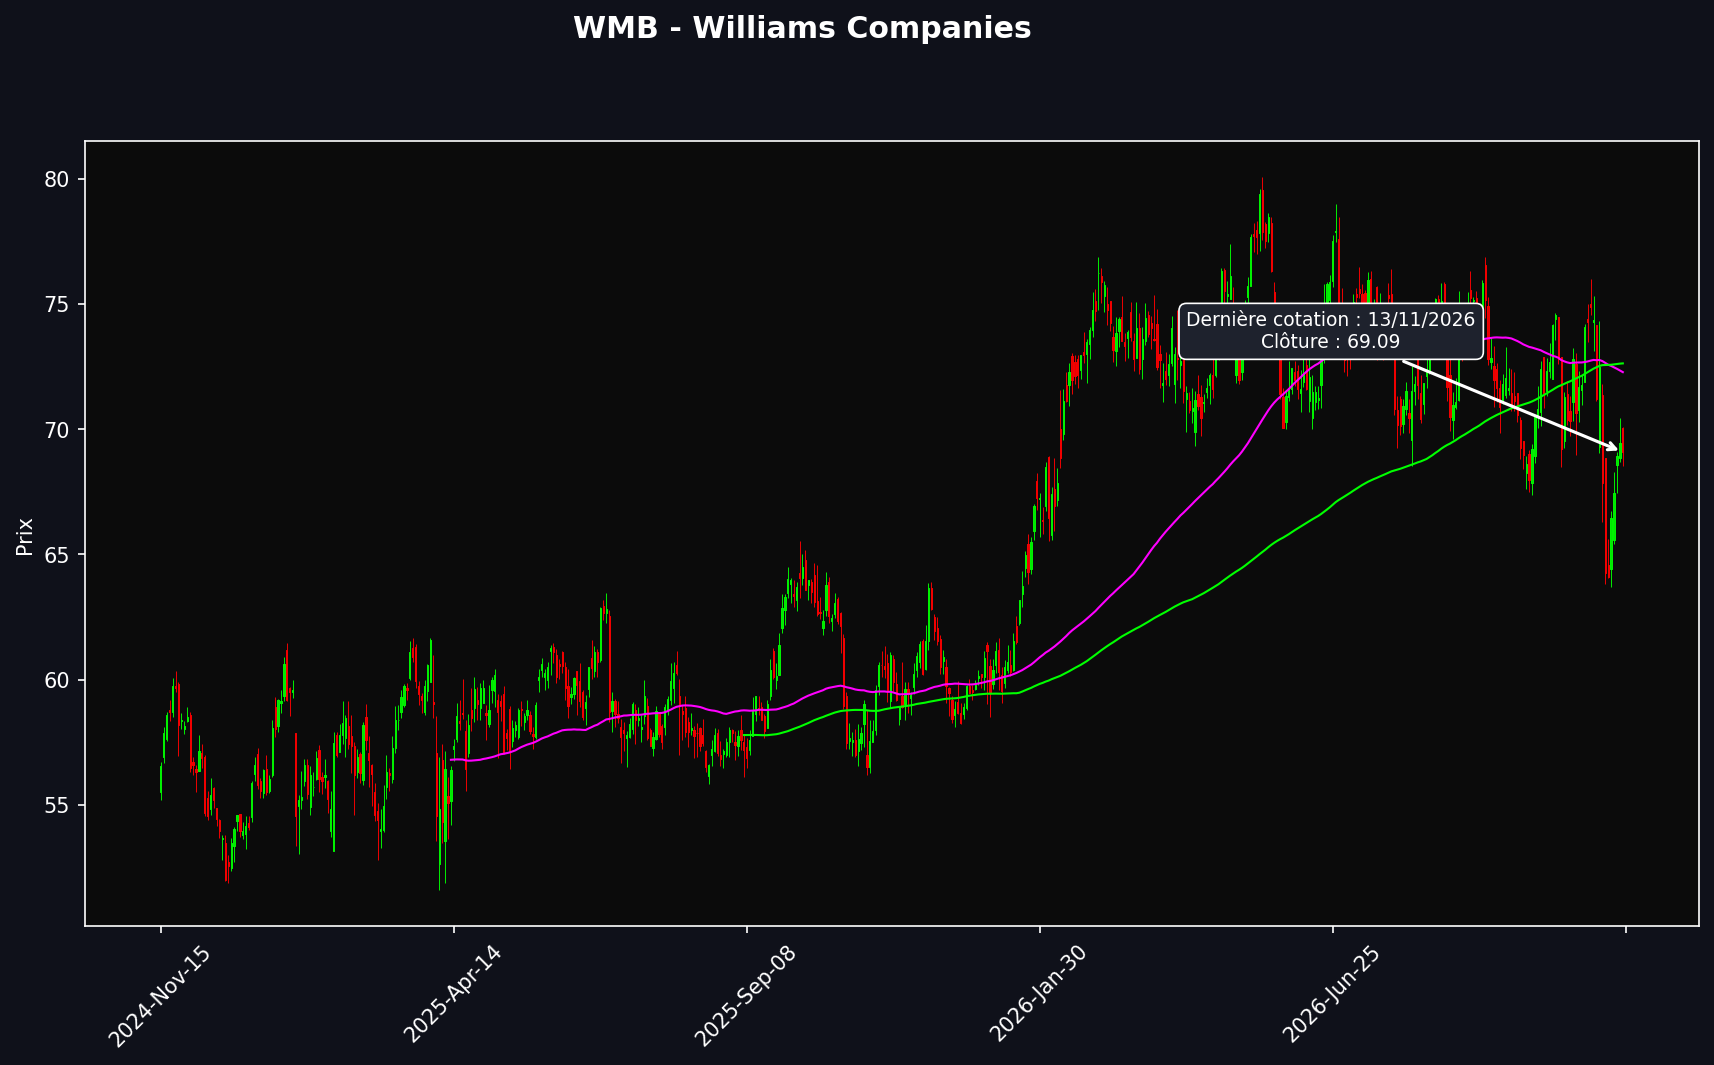 WMB - Williams Companies
80
75
70
65
60
55
Prix
Dernière cotation : 13/11/2026
Clôture : 69.09
2024-Nov-15
2025-Apr-14
2025-Sep-08
2026-Jan-30
2026-Jun-25